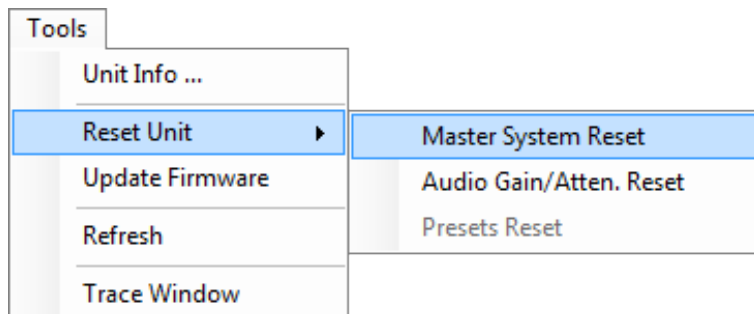 Tools
Unit Info ...
Reset Unit
Master System Reset
Update Firmware
Audio Gain/Atten. Reset
Refresh
Presets Reset
Trace Window